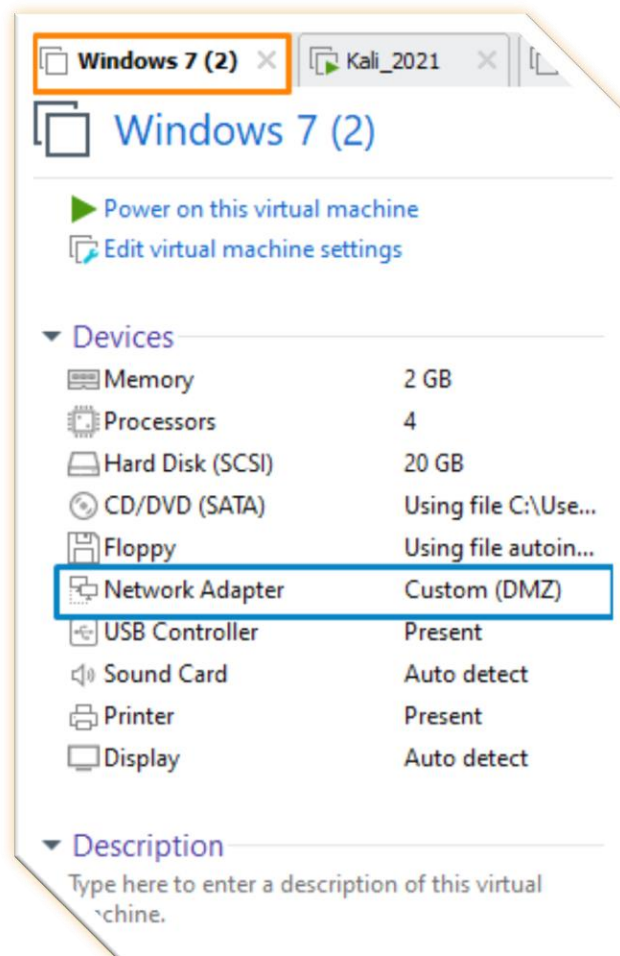 Windows 7 (2) Kali_2021
Windows 7 (2)
Power on this virtual machine
Edit virtual machine settings
Devices
Memory 2 GB
Processors 4
Hard Disk (SCSI) 20 GB
CD/DVD (SATA) Using file C:\Use...
Floppy Using file autoin...
Network Adapter Custom (DMZ)
USB Controller Present
Sound Card Auto detect
Printer Present
Display Auto detect
Description
Type here to enter a description of this virtual
chine.